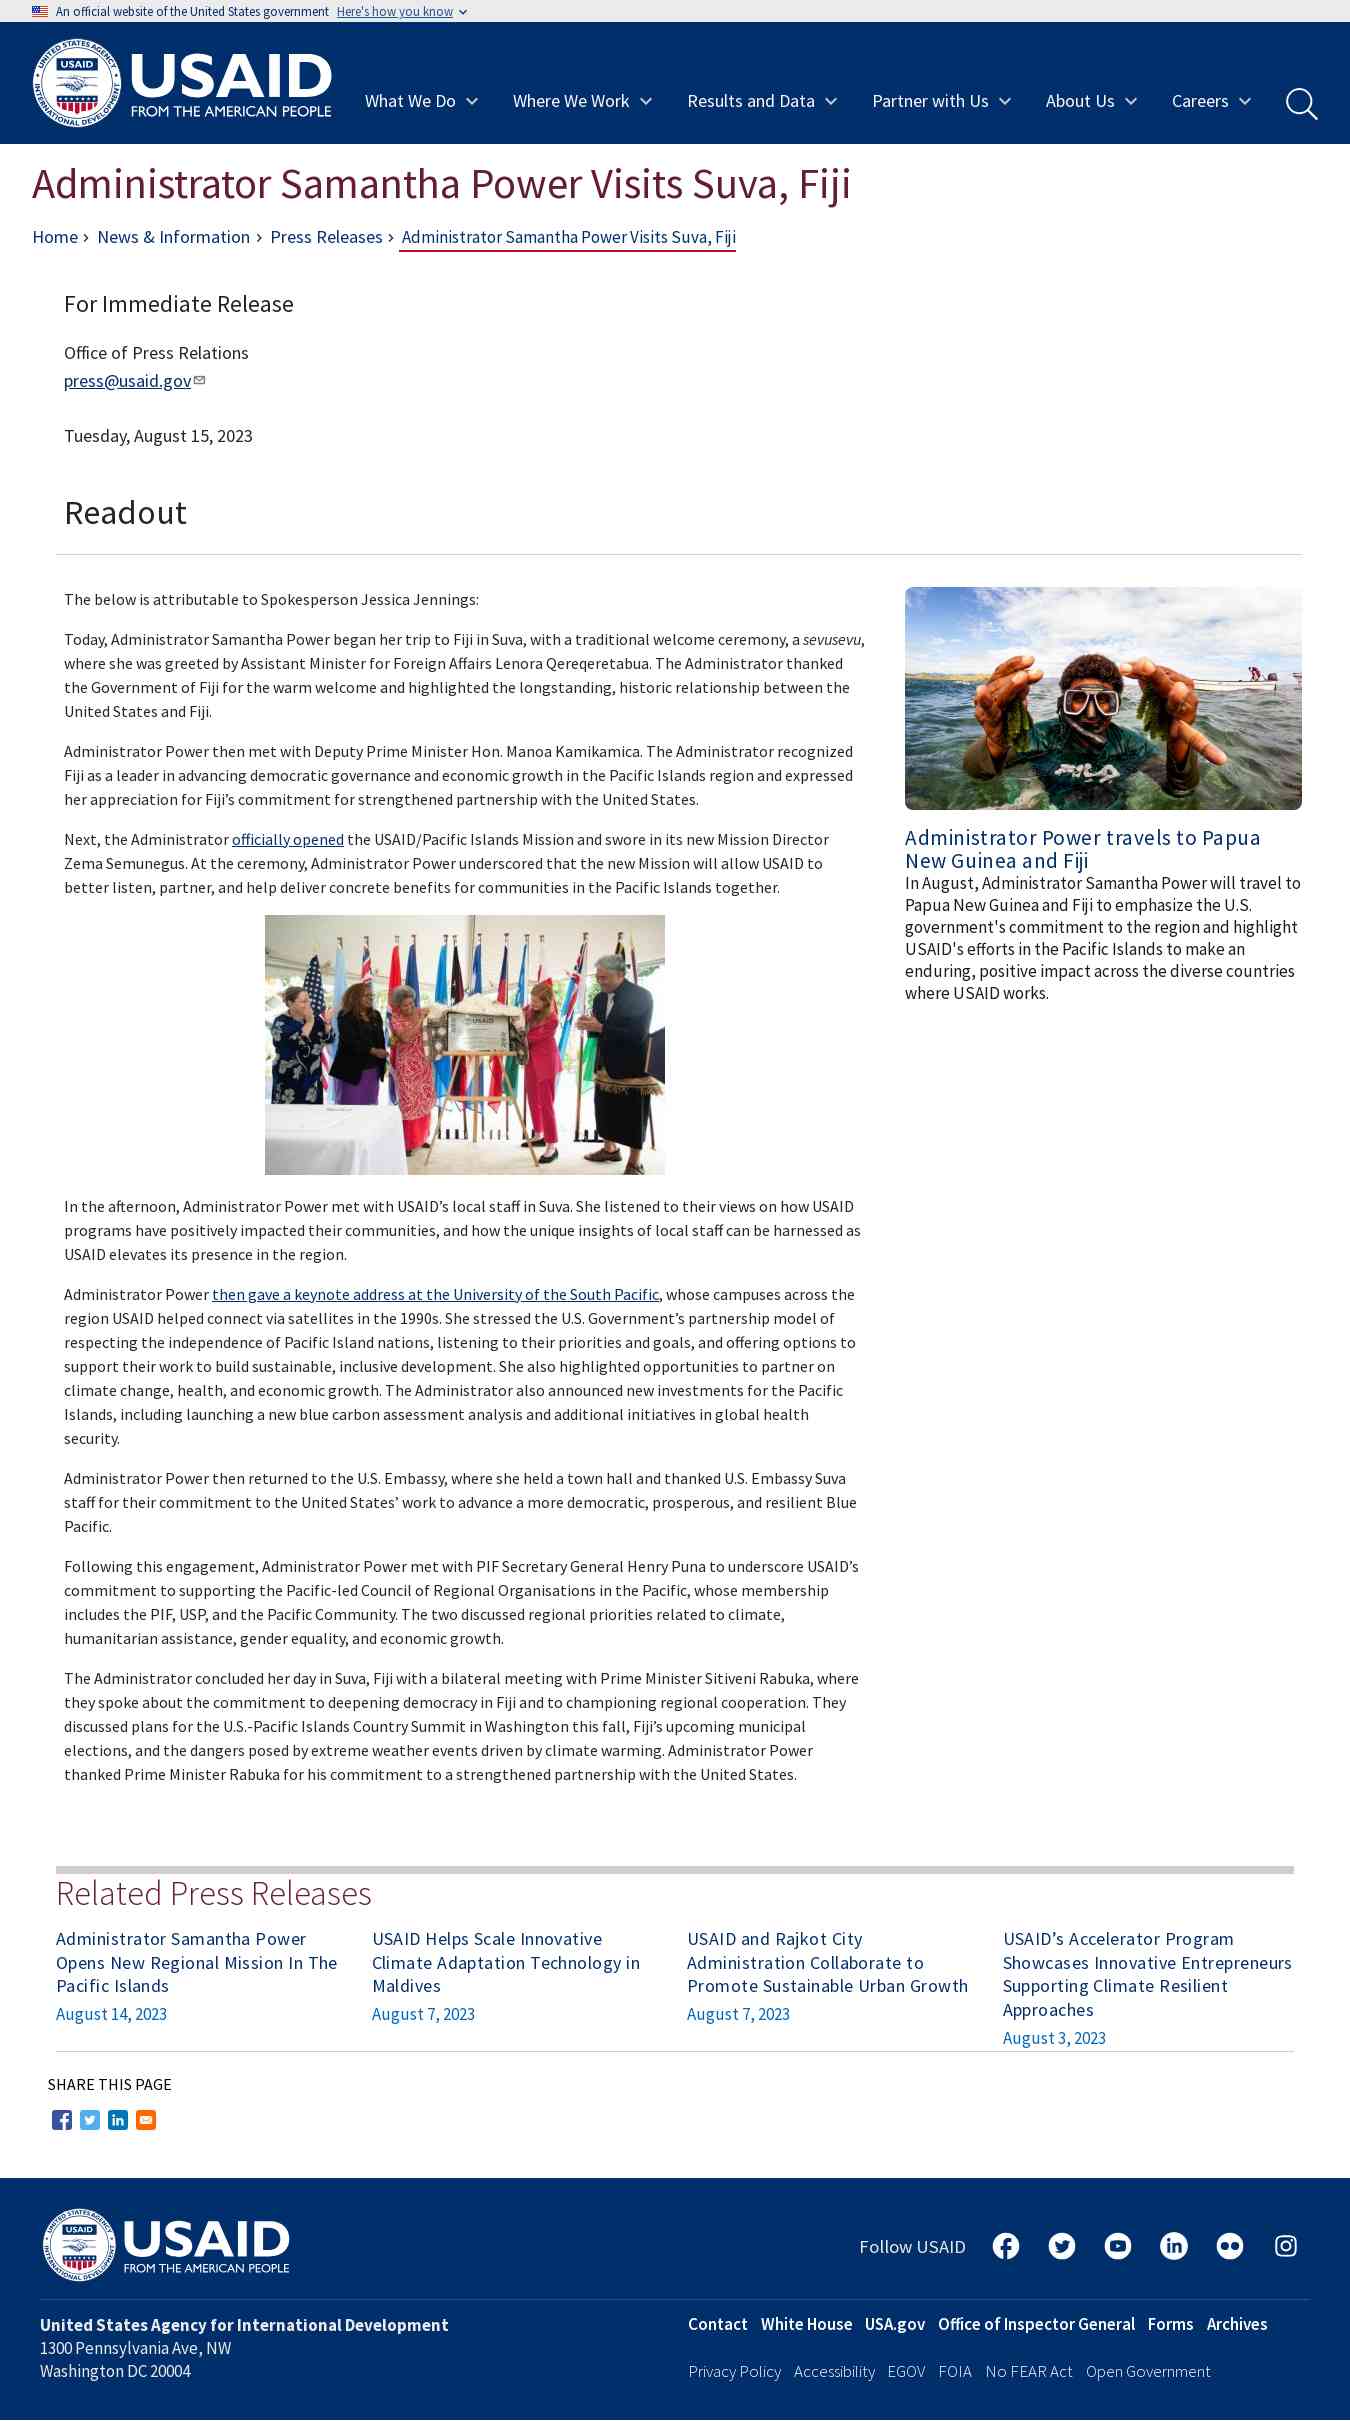 An official website of the United States government Here's how you know
USAID
FROM THE AMERICAN PEOPLE
What We Do
Where We Work
Results and Data
Partner with Us
About Us
Careers
Administrator Samantha Power Visits Suva, Fiji
Home › News & Information › Press Releases › Administrator Samantha Power Visits Suva, Fiji
For Immediate Release
Office of Press Relations
press@usaid.gov
Tuesday, August 15, 2023
Readout
The below is attributable to Spokesperson Jessica Jennings:
Today, Administrator Samantha Power began her trip to Fiji in Suva, with a traditional welcome ceremony, a sevusevu,
where she was greeted by Assistant Minister for Foreign Affairs Lenora Qereqeretabua. The Administrator thanked
the Government of Fiji for the warm welcome and highlighted the longstanding, historic relationship between the
United States and Fiji.
Administrator Power then met with Deputy Prime Minister Hon. Manoa Kamikamica. The Administrator recognized
Fiji as a leader in advancing democratic governance and economic growth in the Pacific Islands region and expressed
her appreciation for Fiji’s commitment for strengthened partnership with the United States.
Next, the Administrator officially opened the USAID/Pacific Islands Mission and swore in its new Mission Director
Zema Semunegus. At the ceremony, Administrator Power underscored that the new Mission will allow USAID to
better listen, partner, and help deliver concrete benefits for communities in the Pacific Islands together.
USAID
In the afternoon, Administrator Power met with USAID’s local staff in Suva. She listened to their views on how USAID
programs have positively impacted their communities, and how the unique insights of local staff can be harnessed as
USAID elevates its presence in the region.
Administrator Power then gave a keynote address at the University of the South Pacific, whose campuses across the
region USAID helped connect via satellites in the 1990s. She stressed the U.S. Government’s partnership model of
respecting the independence of Pacific Island nations, listening to their priorities and goals, and offering options to
support their work to build sustainable, inclusive development. She also highlighted opportunities to partner on
climate change, health, and economic growth. The Administrator also announced new investments for the Pacific
Islands, including launching a new blue carbon assessment analysis and additional initiatives in global health
security.
Administrator Power then returned to the U.S. Embassy, where she held a town hall and thanked U.S. Embassy Suva
staff for their commitment to the United States’ work to advance a more democratic, prosperous, and resilient Blue
Pacific.
Following this engagement, Administrator Power met with PIF Secretary General Henry Puna to underscore USAID’s
commitment to supporting the Pacific-led Council of Regional Organisations in the Pacific, whose membership
includes the PIF, USP, and the Pacific Community. The two discussed regional priorities related to climate,
humanitarian assistance, gender equality, and economic growth.
The Administrator concluded her day in Suva, Fiji with a bilateral meeting with Prime Minister Sitiveni Rabuka, where
they spoke about the commitment to deepening democracy in Fiji and to championing regional cooperation. They
discussed plans for the U.S.-Pacific Islands Country Summit in Washington this fall, Fiji’s upcoming municipal
elections, and the dangers posed by extreme weather events driven by climate warming. Administrator Power
thanked Prime Minister Rabuka for his commitment to a strengthened partnership with the United States.
FILA
Administrator Power travels to Papua
New Guinea and Fiji
In August, Administrator Samantha Power will travel to
Papua New Guinea and Fiji to emphasize the U.S.
government's commitment to the region and highlight
USAID's efforts in the Pacific Islands to make an
enduring, positive impact across the diverse countries
where USAID works.
Related Press Releases
Administrator Samantha Power
Opens New Regional Mission In The
Pacific Islands
August 14, 2023
USAID Helps Scale Innovative
Climate Adaptation Technology in
Maldives
August 7, 2023
USAID and Rajkot City
Administration Collaborate to
Promote Sustainable Urban Growth
August 7, 2023
USAID’s Accelerator Program
Showcases Innovative Entrepreneurs
Supporting Climate Resilient
Approaches
August 3, 2023
SHARE THIS PAGE
USAID
FROM THE AMERICAN PEOPLE
Follow USAID
United States Agency for International Development
1300 Pennsylvania Ave, NW
Washington DC 20004
Contact White House USA.gov Office of Inspector General Forms Archives
Privacy Policy Accessibility EGOV FOIA No FEAR Act Open Government